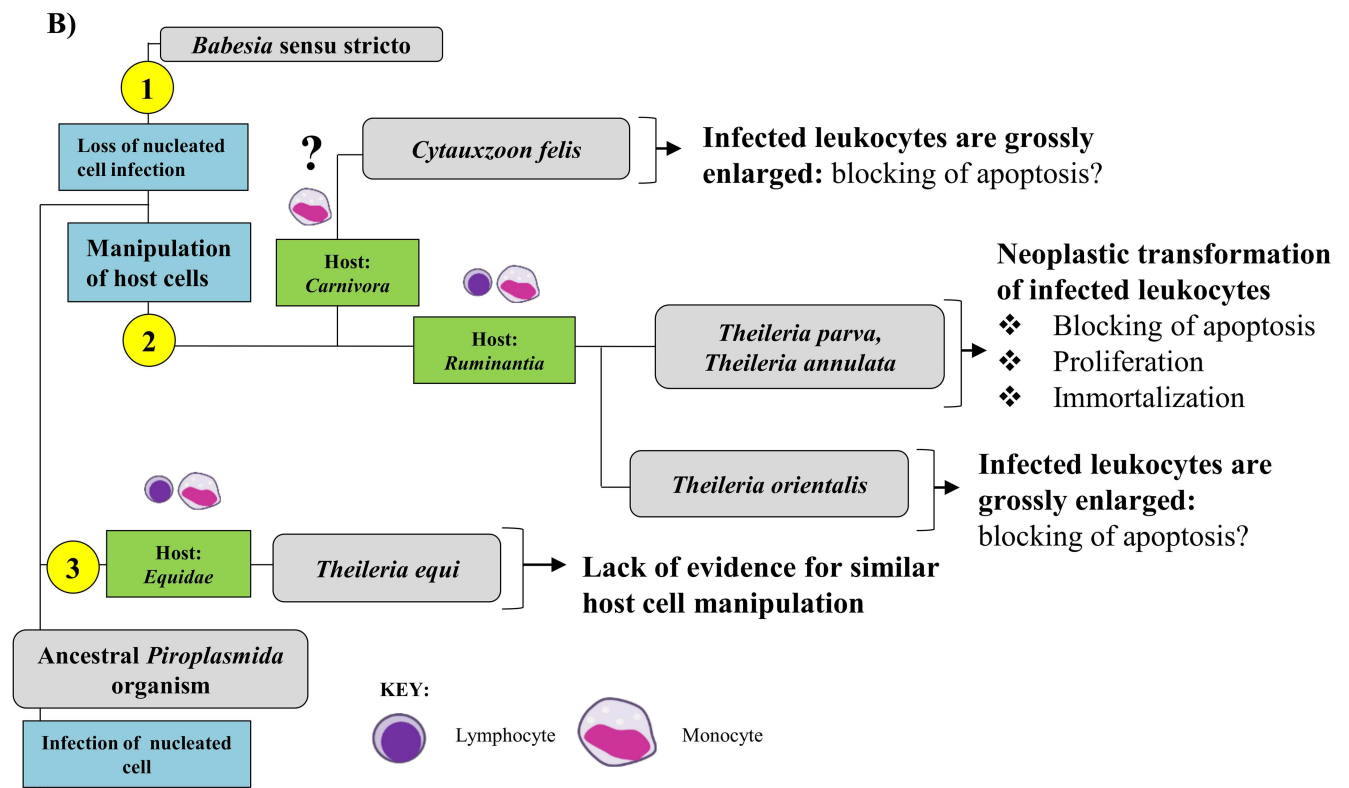 B)
Babesia sensu stricto
1
Loss of nucleated
cell infection
?
Cytauxzoon felis
Infected leukocytes are grossly
enlarged: blocking of apoptosis?
Manipulation
of host cells
Host:
Carnivora
2
Host:
Ruminantia
Theileria parva,
Theileria annulata
Neoplastic transformation
of infected leukocytes
❖ Blocking of apoptosis
❖ Proliferation
❖ Immortalization
Theileria orientalis
Infected leukocytes are
grossly enlarged:
blocking of apoptosis?
3
Host:
Equidae
Theileria equi
Lack of evidence for similar
host cell manipulation
Ancestral Piroplasmida
organism
Infection of nucleated
cell
KEY:
Lymphocyte
Monocyte